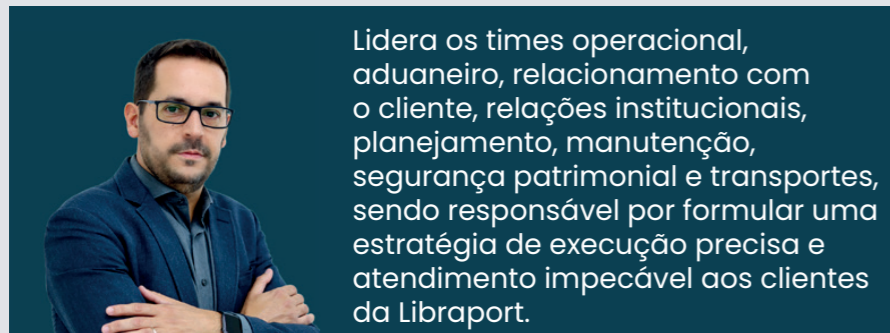 Lidera os times operacional,
aduaneiro, relacionamento com
o cliente, relações institucionais,
planejamento, manutenção,
segurança patrimonial e transportes,
sendo responsável por formular uma
estratégia de execução precisa e
atendimento impecável aos clientes
da Libraport.